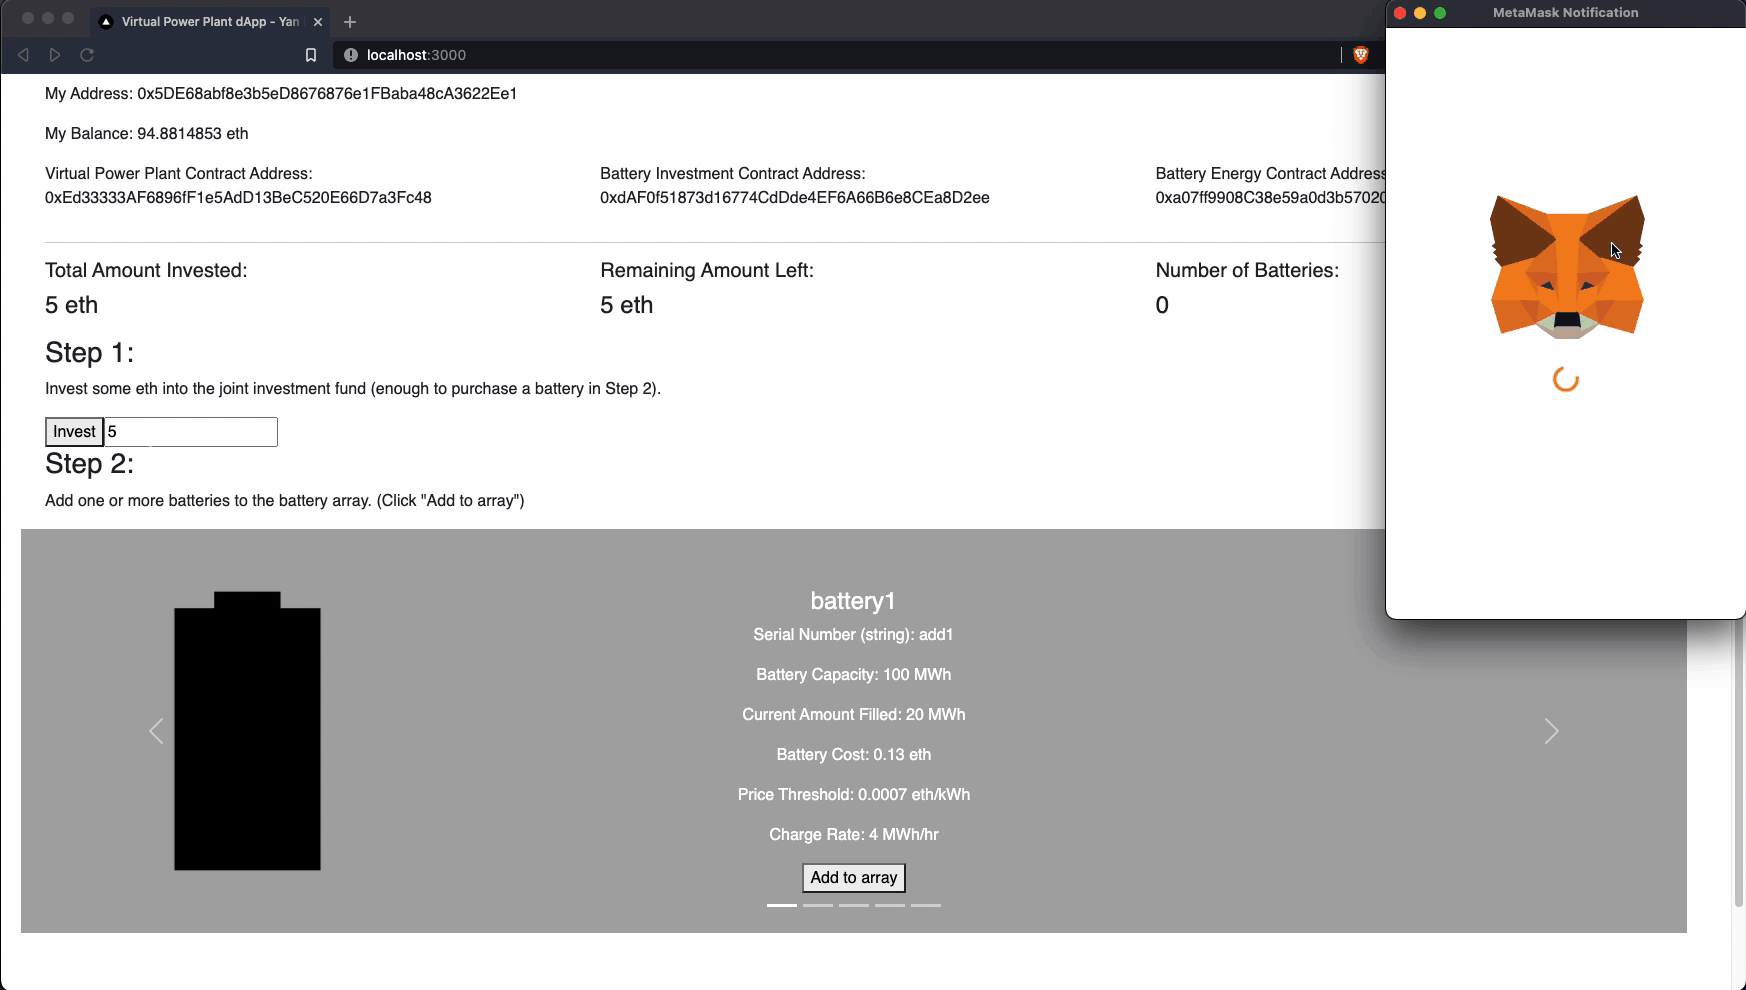 Virtual Power Plant dApp - Yan
MetaMask Notification
localhost:3000
My Address: 0x5DE68abf8e3b5eD8676876e1FBaba48cA3622Ee1
My Balance: 94.8814853 eth
Virtual Power Plant Contract Address:
0xEd33333AF6896fF1e5AdD13BeC520E66D7a3Fc48
Battery Investment Contract Address:
0xdAF0f51873d16774CdDde4EF6A66B6e8CEa8D2ee
Battery Energy Contract Address
0xa07ff9908C38e59a0d3b57020
Total Amount Invested:
5 eth
Remaining Amount Left:
5 eth
Number of Batteries:
0
Step 1:
Invest some eth into the joint investment fund (enough to purchase a battery in Step 2).
Invest 5
Step 2:
Add one or more batteries to the battery array. (Click "Add to array")
battery1
Serial Number (string): add1
Battery Capacity: 100 MWh
Current Amount Filled: 20 MWh
Battery Cost: 0.13 eth
Price Threshold: 0.0007 eth/kWh
Charge Rate: 4 MWh/hr
Add to array